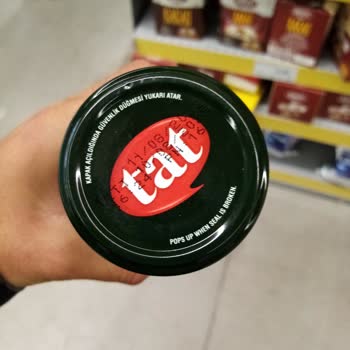 KAPAK AÇILDIĞINDA GÜVENLİK DÜĞMESİ YUKARI ATAR.
tat
POPS UP WHEN SEAL IS BROKEN.